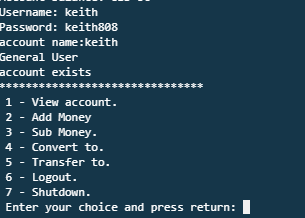 Username: keith
Password: keith808
account name:keith
General User
account exists
*******************************
1 - View account.
2 - Add Money
3 - Sub Money.
4 - Convert to.
5 - Transfer to.
6 - Logout.
7 - Shutdown.
Enter your choice and press return: